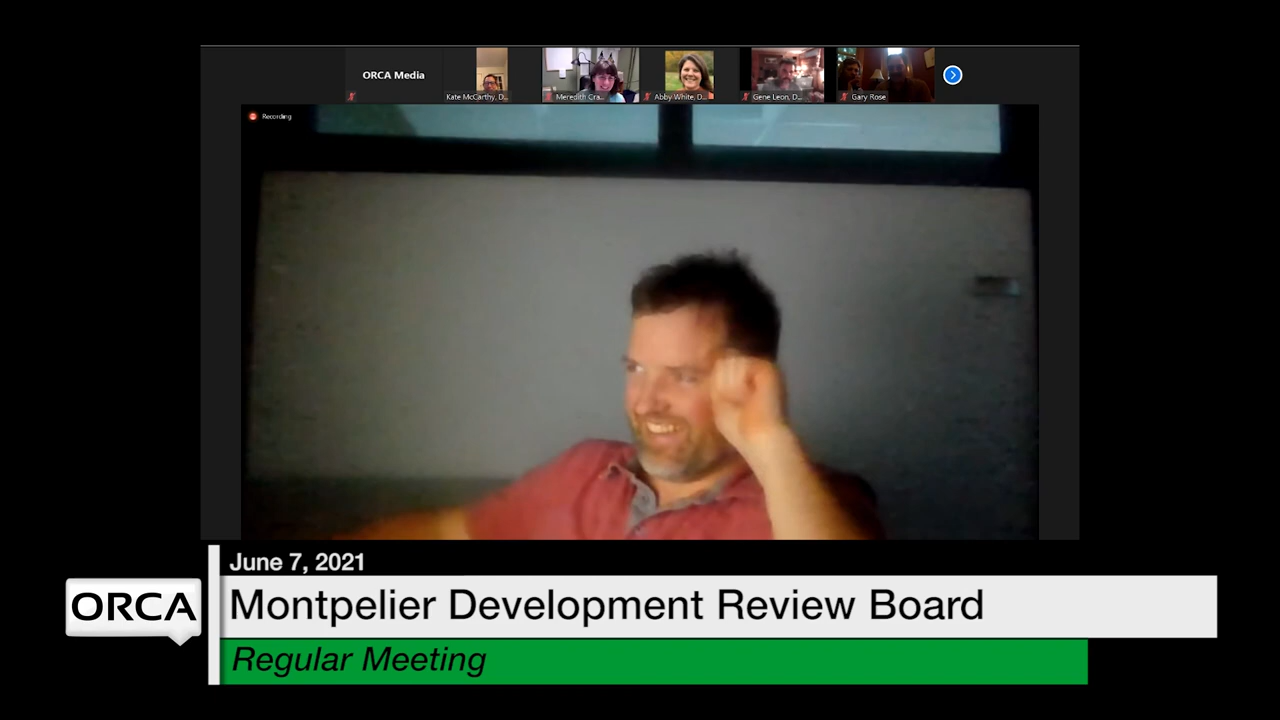 ORCA Media
Kate McCarthy, D...
Meredith Cra...
Abby White, D...
Gene Leon, D...
Gary Rose
Recording
June 7, 2021
ORCA
Montpelier Development Review Board
Regular Meeting